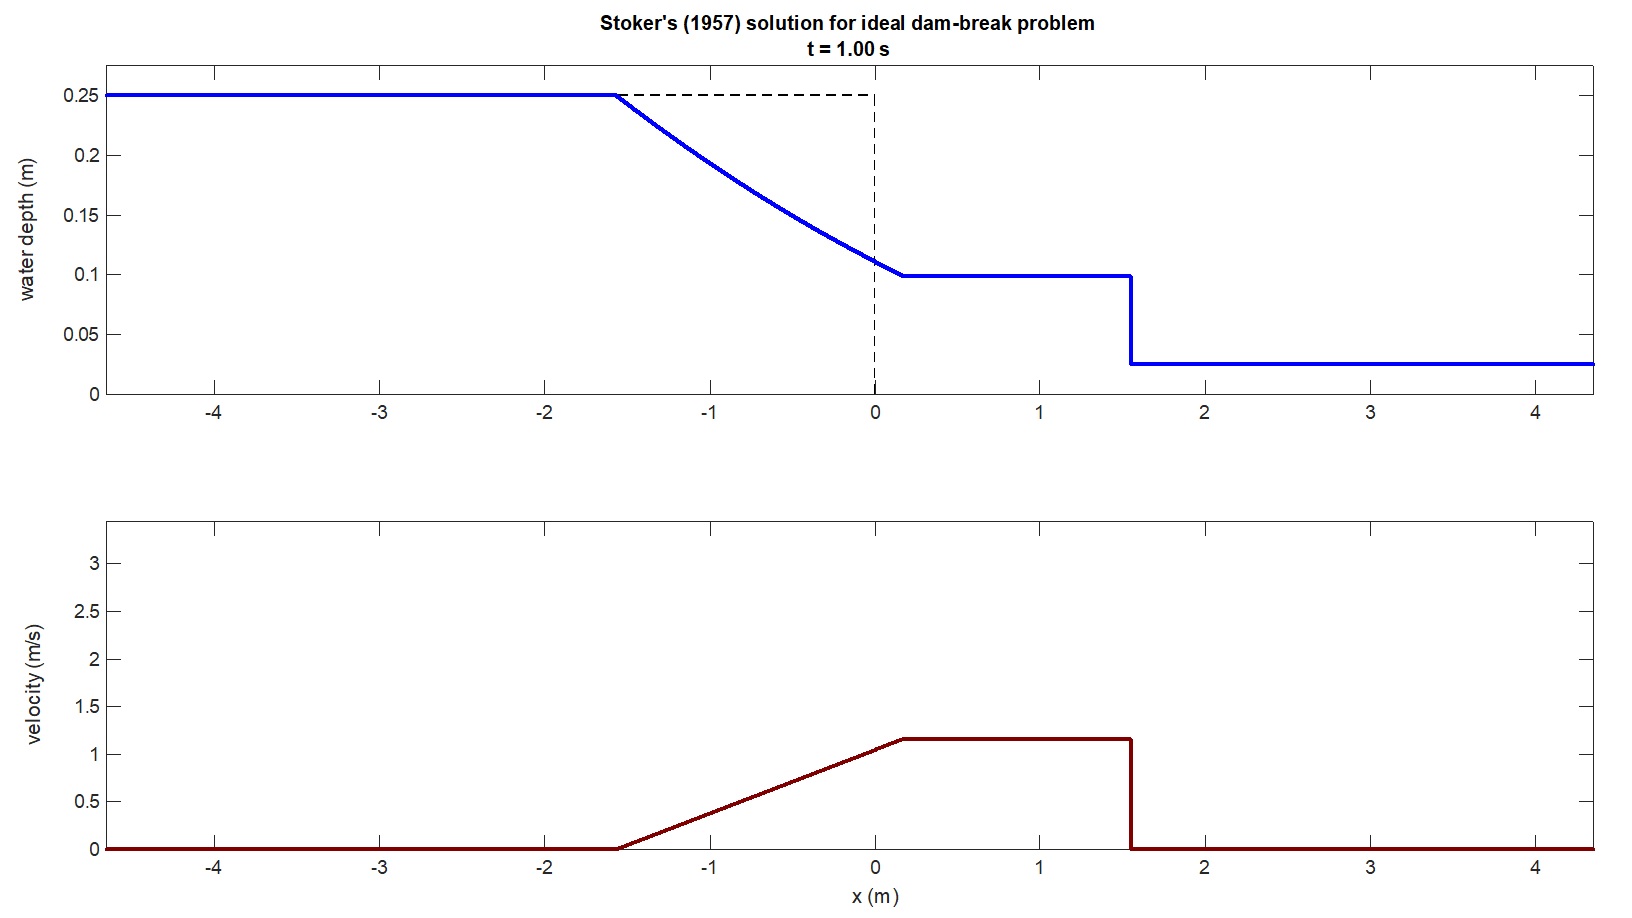 Stoker's (1957) solution for ideal dam-break problem
t = 1.00 s
water depth (m)
0.25
0.2
0.15
0.1
0.05
0
-4 -3 -2 -1 0 1 2 3 4
velocity (m/s)
3
2.5
2
1.5
1
0.5
0
-4 -3 -2 -1 0 1 2 3 4
x (m)